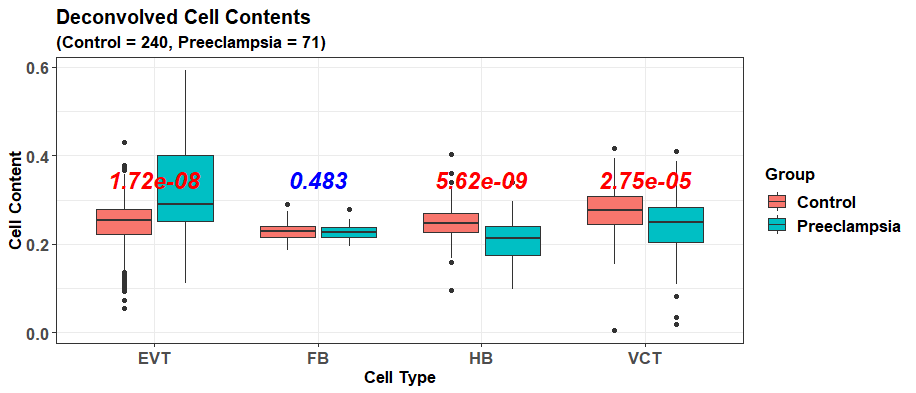 Deconvolved Cell Contents
(Control = 240, Preeclampsia = 71)
0.6
0.4
0.2
0.0
Cell Content
1.72e-08
0.483
5.62e-09
2.75e-05
EVT
FB
HB
VCT
Cell Type
Group
Control
Preeclampsia